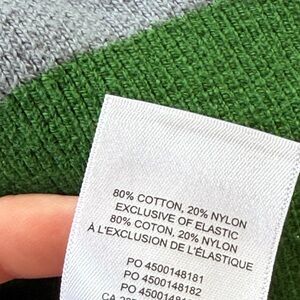 80% COTTON, 20% NYLON
EXCLUSIVE OF ELASTIC
80% COTON, 20% NYLON
À L'EXCLUSION DE L'ÉLASTIQUE
PO 4500148181
PO 4500148182
PO 450014818